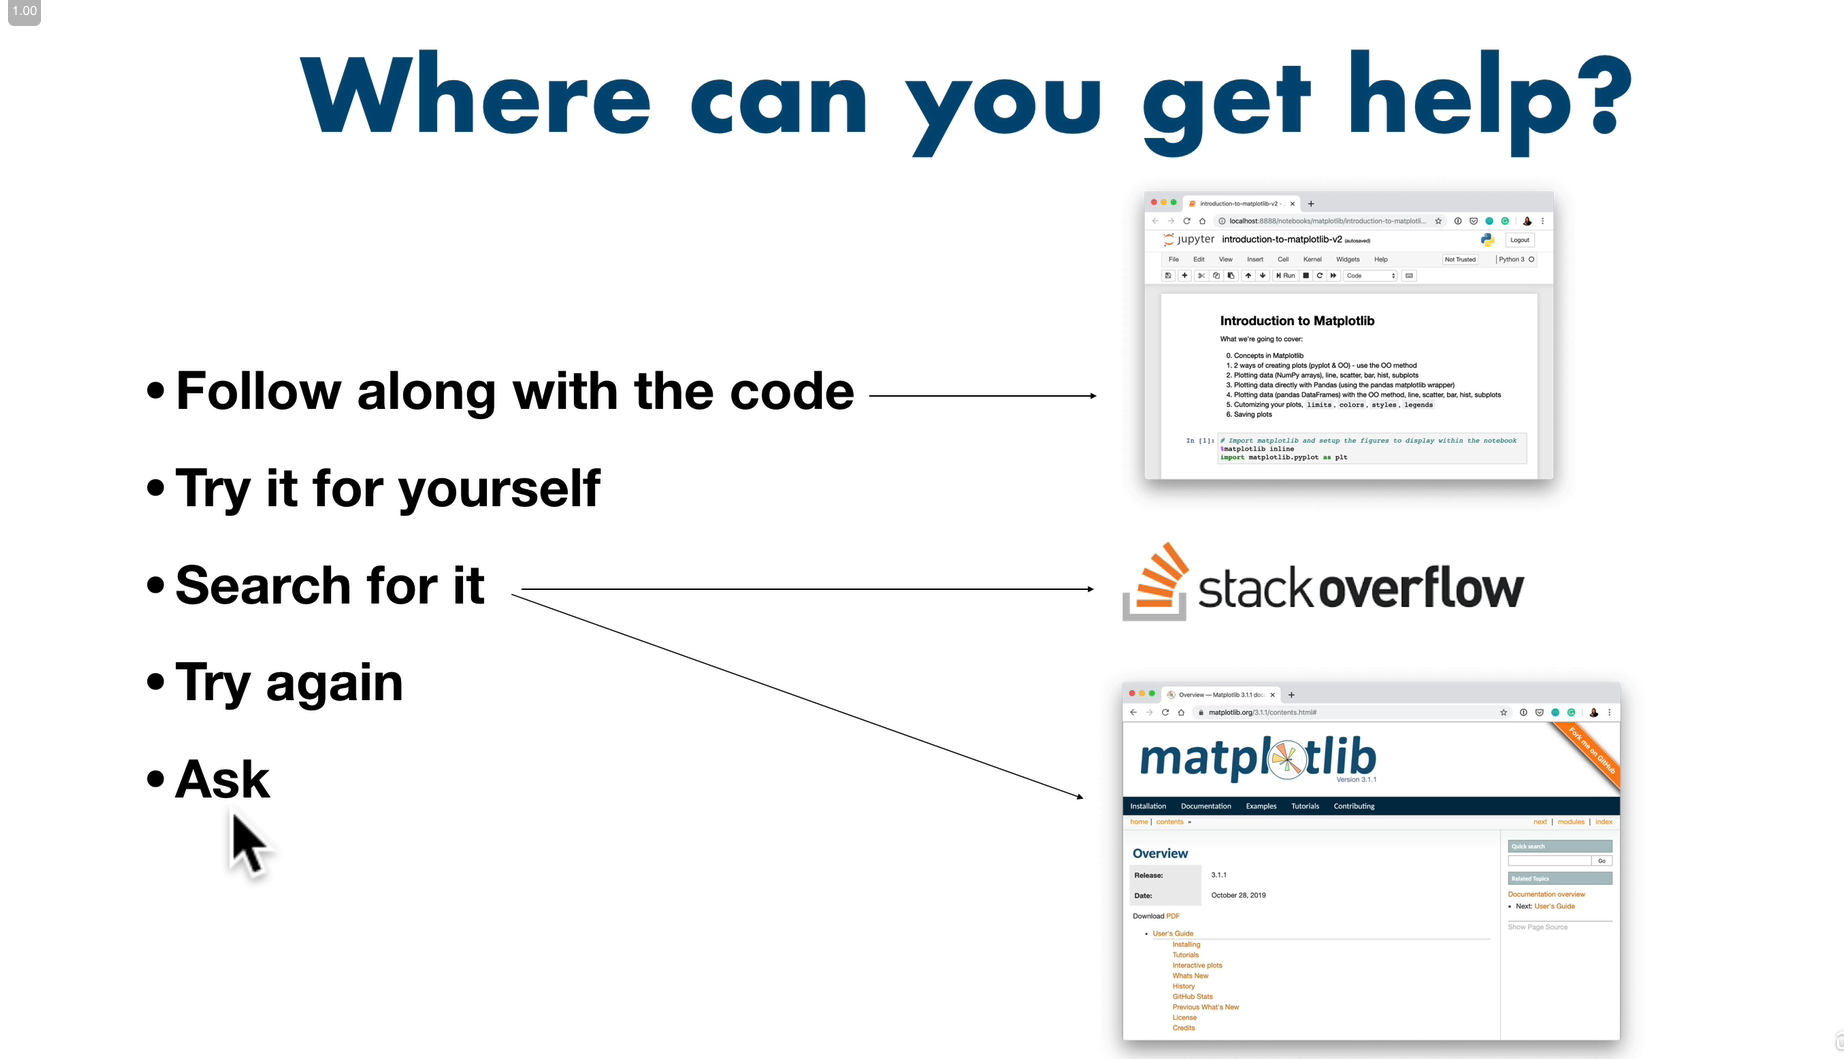 1.00
Where can you get help?
• Follow along with the code
• Try it for yourself
• Search for it
• Try again
• Ask
introduction-to-matplotlib-v2 -
localhost:8888/notebooks/matplotlib/introduction-to-matplotli...
jupyter introduction-to-matplotlib-v2 (autosaved)
Logout
File Edit View Insert Cell Kernel Widgets Help Not Trusted Python 3
Run Code
Introduction to Matplotlib
What we're going to cover:
0. Concepts in Matplotlib
1. 2 ways of creating plots (pyplot & OO) - use the OO method
2. Plotting data (NumPy arrays), line, scatter, bar, hist, subplots
3. Plotting data directly with Pandas (using the pandas matplotlib wrapper)
4. Plotting data (pandas DataFrames) with the OO method, line, scatter, bar, hist, subplots
5. Cutomizing your plots, limits, colors, styles, legends
6. Saving plots
In [1]: # Import matplotlib and setup the figures to display within the notebook
%matplotlib inline
import matplotlib.pyplot as plt
stackoverflow
Overview — Matplotlib 3.1.1 doc
matplotlib.org/3.1.1/contents.html#
matplotlib
Version 3.1.1
Fork me on GitHub
Installation Documentation Examples Tutorials Contributing
home | contents »
next | modules | index
Overview
Release: 3.1.1
Date: October 28, 2019
Download PDF
• User's Guide
Installing
Tutorials
Interactive plots
Whats New
History
GitHub Stats
Previous What's New
License
Credits
Quick search
Go
Related Topics
Documentation overview
• Next: User's Guide
Show Page Source